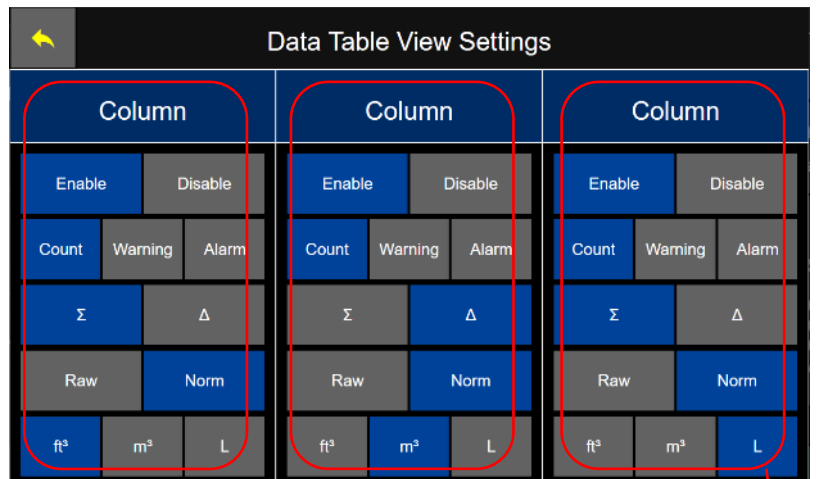 Data Table View Settings
Column Column Column
Enable Disable Enable Disable Enable Disable
Count Warning Alarm Count Warning Alarm Count Warning Alarm
Σ Δ Σ Δ Σ Δ
Raw Norm Raw Norm Raw Norm
ft³ m³ L ft³ m³ L ft³ m³ L